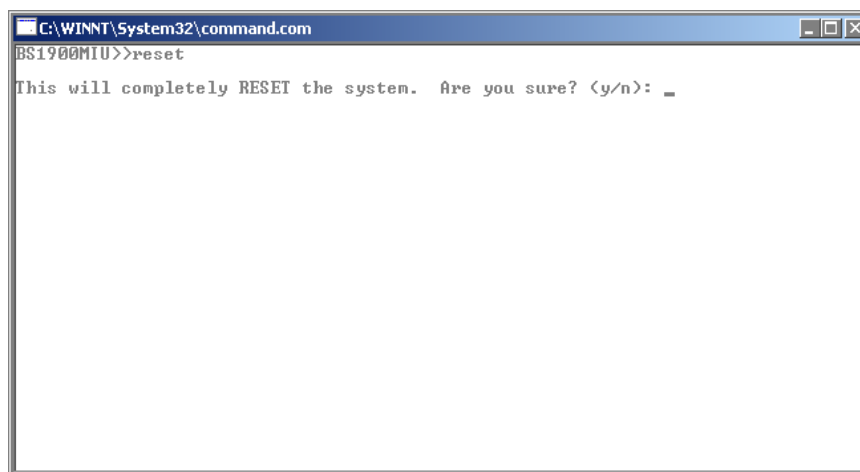 C:\WINNT\System32\command.com
BS1900MIU>>reset
This will completely RESET the system.  Are you sure? (y/n): _